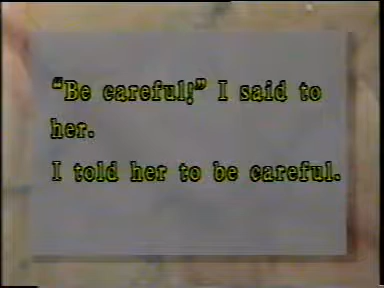 “Be careful!” I said to
her.
I told her to be careful.